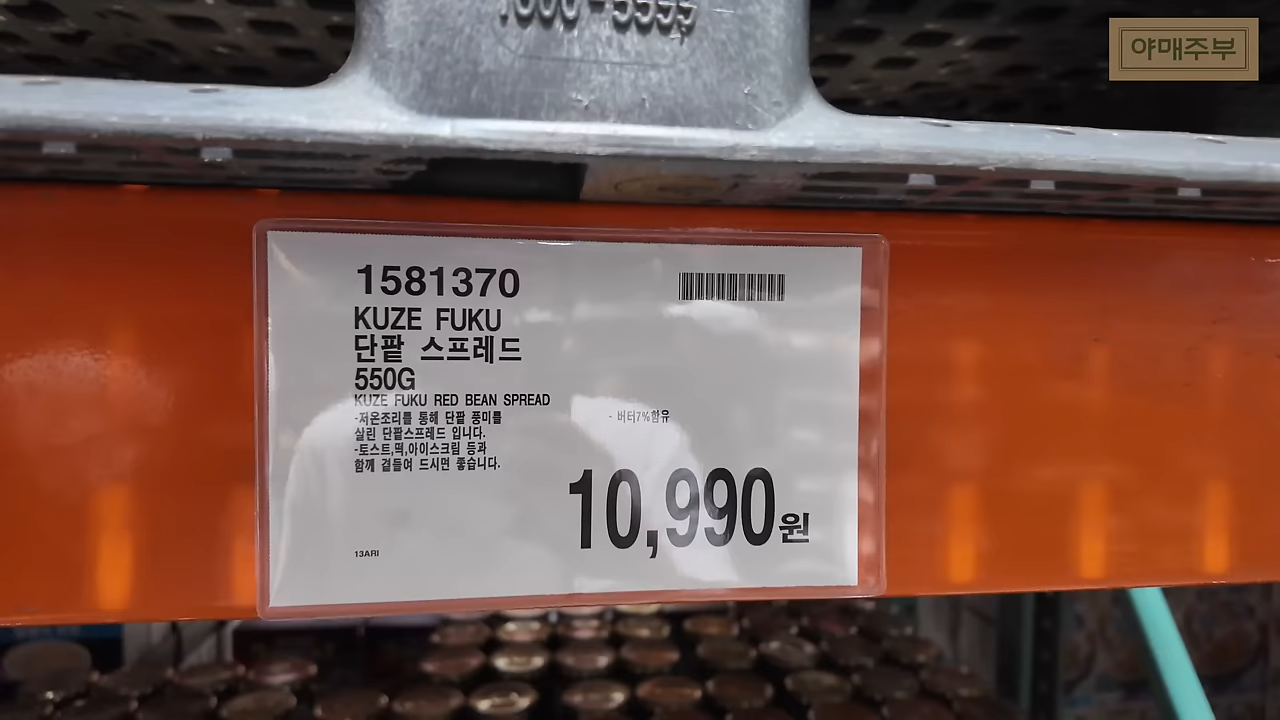 1600-5599
야매주부
1581370
KUZE FUKU
단팥 스프레드
550G
KUZE FUKU RED BEAN SPREAD
-저온조리를 통해 단팥 풍미를
살린 단팥스프레드 입니다.
-토스트,떡,아이스크림 등과
함께 곁들여 드시면 좋습니다.
- 버터7%함유
10,990원
13ARI